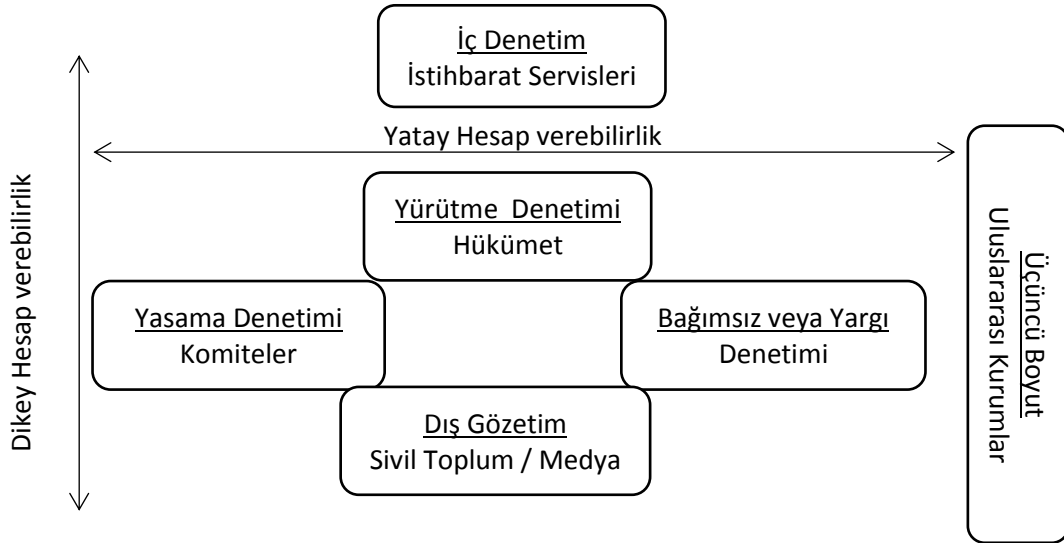 İç Denetim
İstihbarat Servisleri
Yatay Hesap verebilirlik
Dikey Hesap verebilirlik
Yürütme Denetimi
Hükümet
Yasama Denetimi
Komiteler
Bağımsız veya Yargı
Denetimi
Dış Gözetim
Sivil Toplum / Medya
Üçüncü Boyut
Uluslararası Kurumlar